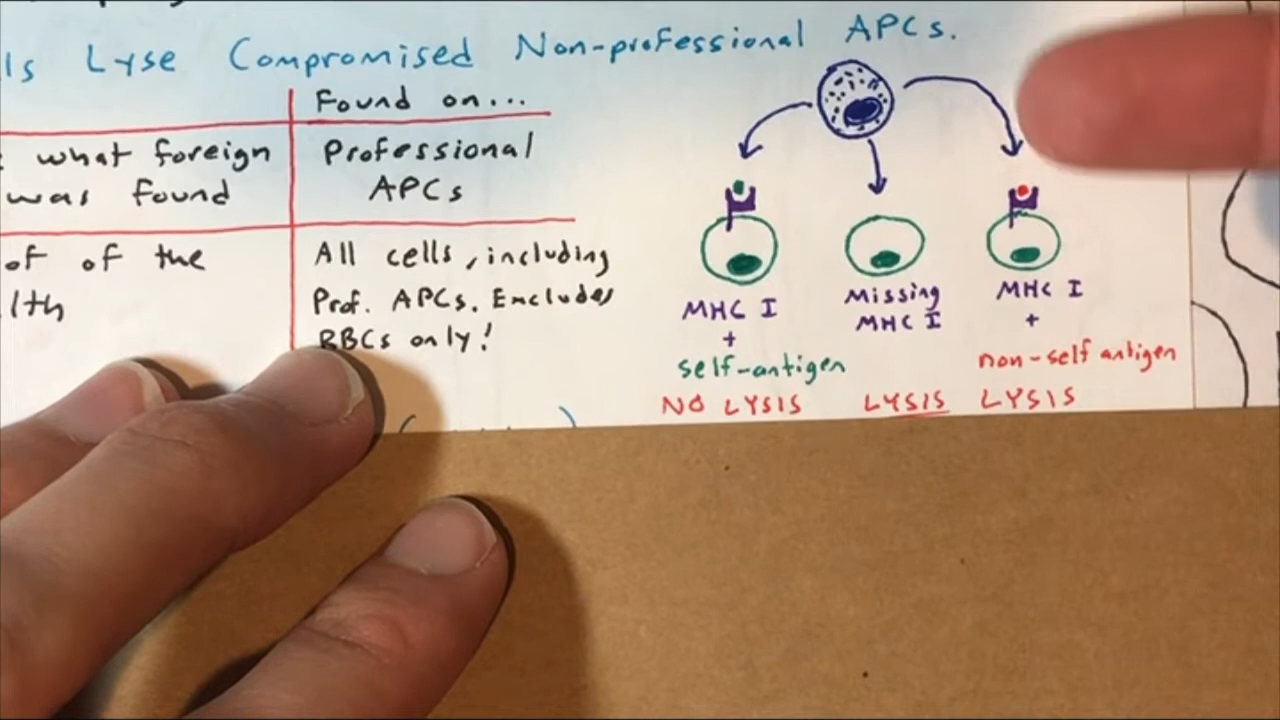 ls Lyse Compromised Non-professional APCs.
Found on...
what foreign
was found
Professional
APCs
of of the
lth
All cells, including
Prof. APCs. Excludes
RBCs only!
MHC I
+
self-antigen
NO LYSIS
Missing
MHC I
LYSIS
MHC I
+
non-self antigen
LYSIS